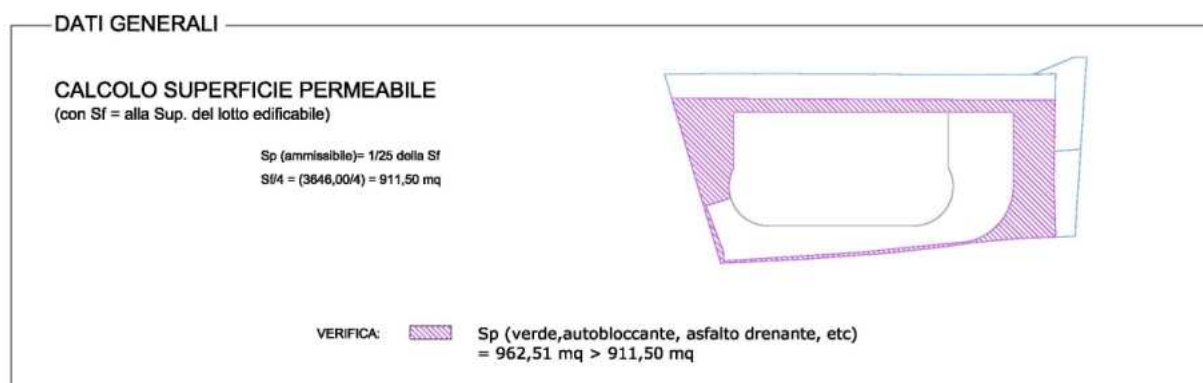 DATI GENERALI
CALCOLO SUPERFICIE PERMEABILE
(con Sf = alla Sup. del lotto edificabile)
Sp (ammissibile)= 1/25 della Sf
Sf/4 = (3646,00/4) = 911,50 mq
VERIFICA:
Sp (verde,autobloccante, asfalto drenante, etc)
= 962,51 mq > 911,50 mq